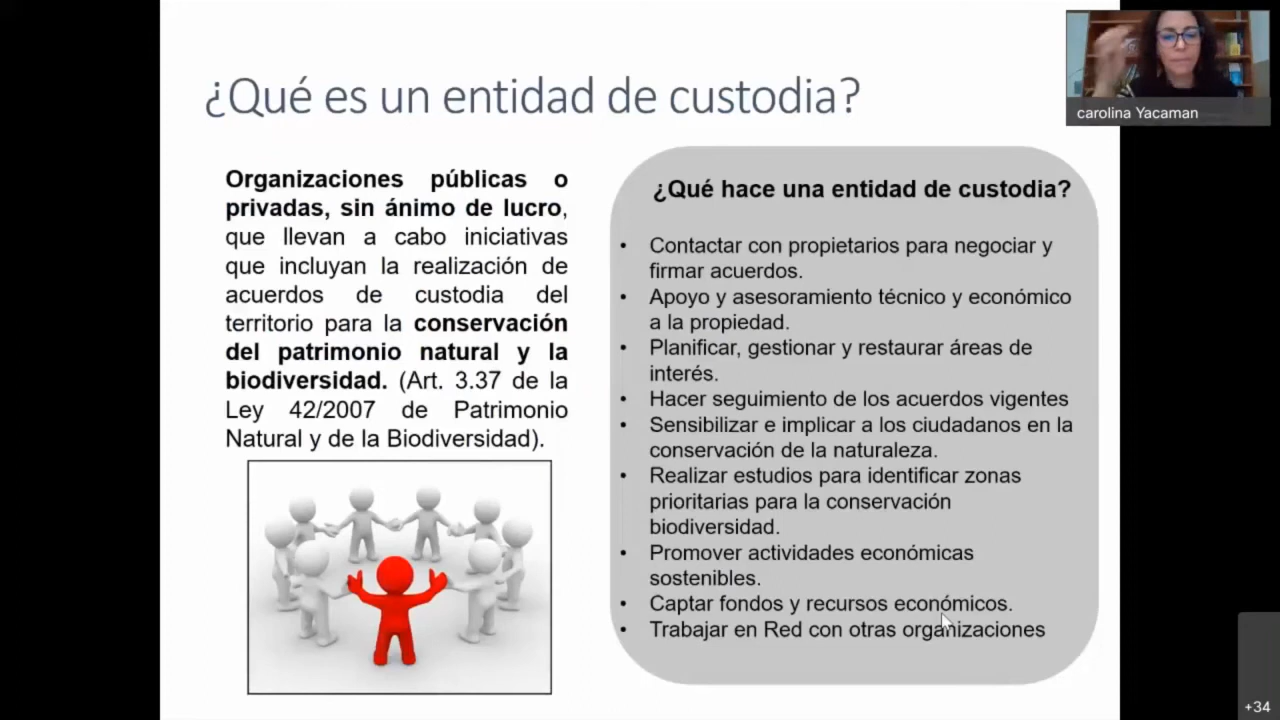 ¿Qué es un entidad de custodia?
carolina Yacaman
Organizaciones públicas o
privadas, sin ánimo de lucro,
que llevan a cabo iniciativas
que incluyan la realización de
acuerdos de custodia del
territorio para la conservación
del patrimonio natural y la
biodiversidad. (Art. 3.37 de la
Ley 42/2007 de Patrimonio
Natural y de la Biodiversidad).
¿Qué hace una entidad de custodia?
• Contactar con propietarios para negociar y
firmar acuerdos.
• Apoyo y asesoramiento técnico y económico
a la propiedad.
• Planificar, gestionar y restaurar áreas de
interés.
• Hacer seguimiento de los acuerdos vigentes
• Sensibilizar e implicar a los ciudadanos en la
conservación de la naturaleza.
• Realizar estudios para identificar zonas
prioritarias para la conservación
biodiversidad.
• Promover actividades económicas
sostenibles.
• Captar fondos y recursos económicos.
• Trabajar en Red con otras organizaciones
+34